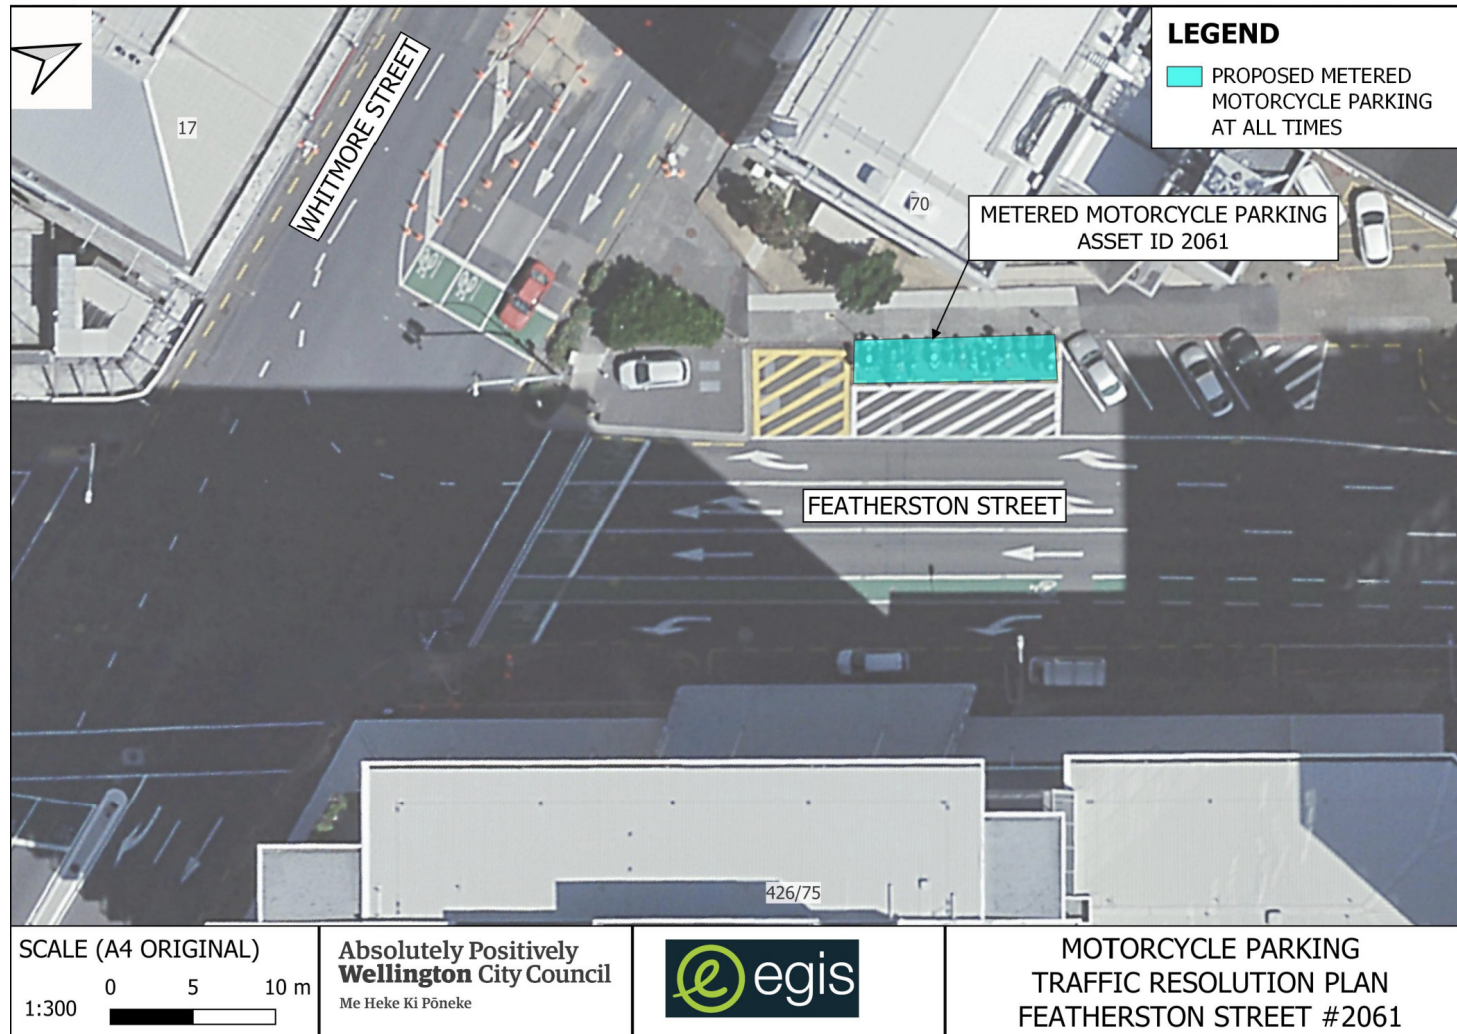 LEGEND
PROPOSED METERED
MOTORCYCLE PARKING
AT ALL TIMES
17
WHITMORE STREET
70
METERED MOTORCYCLE PARKING
ASSET ID 2061
FEATHERSTON STREET
426/75
SCALE (A4 ORIGINAL)
0 5 10 m
1:300
Absolutely Positively
Wellington City Council
Me Heke Ki Pōneke
e egis
MOTORCYCLE PARKING
TRAFFIC RESOLUTION PLAN
FEATHERSTON STREET #2061